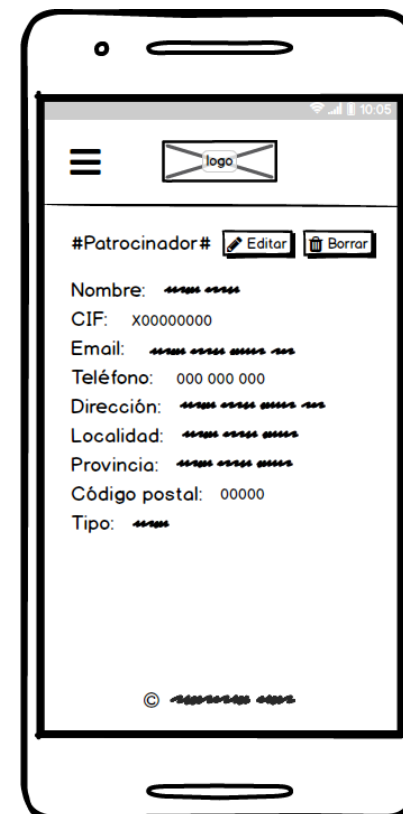 10:05
logo
#Patrocinador# Editar Borrar
Nombre:
CIF: X00000000
Email:
Teléfono: 000 000 000
Dirección:
Localidad:
Provincia:
Código postal: 00000
Tipo:
©